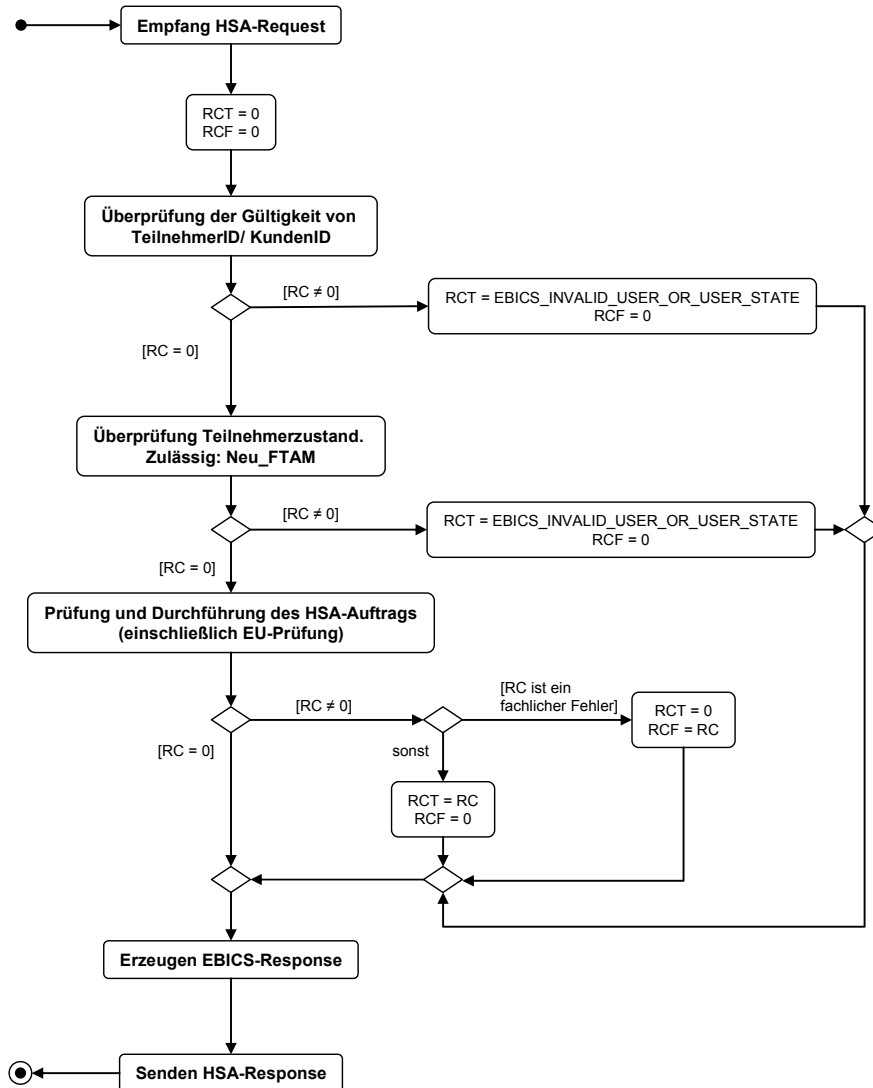 Empfang HSA-Request
RCT = 0
RCF = 0
Überprüfung der Gültigkeit von
TeilnehmerID/ KundenID
[RC ≠ 0]
RCT = EBICS_INVALID_USER_OR_USER_STATE
RCF = 0
[RC = 0]
Überprüfung Teilnehmerzustand.
Zulässig: Neu_FTAM
[RC ≠ 0]
RCT = EBICS_INVALID_USER_OR_USER_STATE
RCF = 0
[RC = 0]
Prüfung und Durchführung des HSA-Auftrags
(einschließlich EU-Prüfung)
[RC ≠ 0]
[RC ist ein
fachlicher Fehler]
RCT = 0
RCF = RC
[RC = 0]
sonst
RCT = RC
RCF = 0
Erzeugen EBICS-Response
Senden HSA-Response